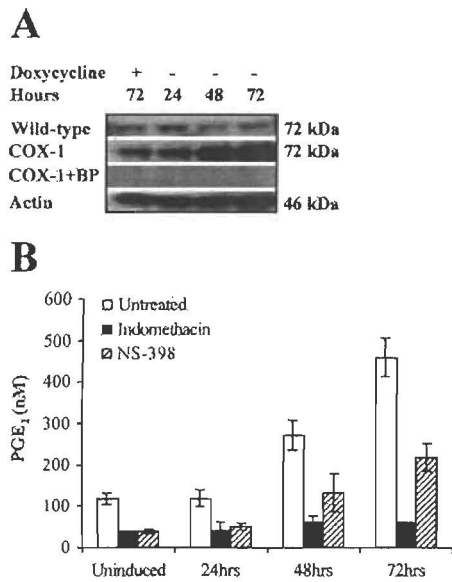 A
Doxycycline + - - -
Hours 72 24 48 72
Wild-type 72 kDa
COX-1 72 kDa
COX-1+BP
Actin 46 kDa
B
600
500
400
300
200
100
0
PGE₁ (nM)
Untreated
Indomethacin
NS-398
Uninduced 24hrs 48hrs 72hrs